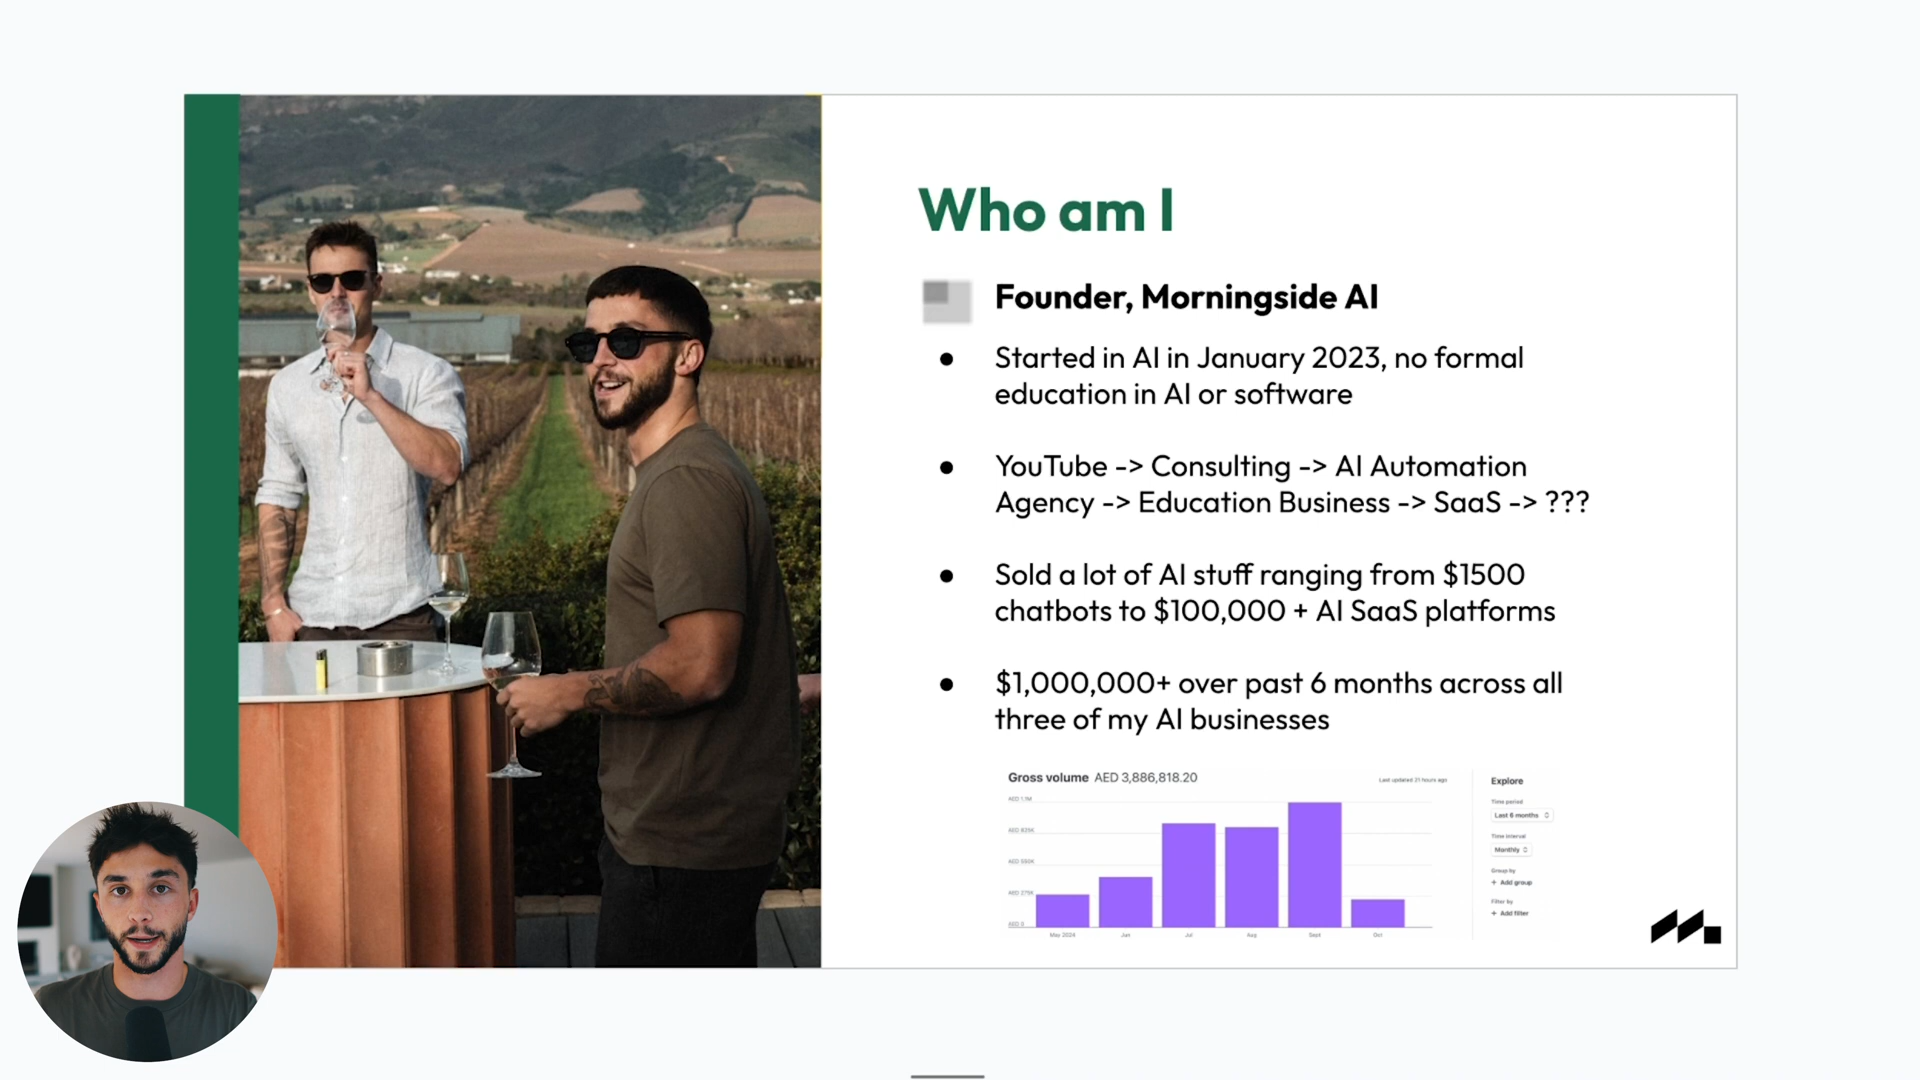 Who am I
Founder, Morningside AI
● Started in AI in January 2023, no formal
education in AI or software
● YouTube -> Consulting -> AI Automation
Agency -> Education Business -> SaaS -> ???
● Sold a lot of AI stuff ranging from $1500
chatbots to $100,000 + AI SaaS platforms
● $1,000,000+ over past 6 months across all
three of my AI businesses
Gross volume AED 3,886,818.20
Last updated 21 hours ago
AED 1.1M
AED 825K
AED 550K
AED 275K
AED 0
May 2024 Jun Jul Aug Sept Oct
Explore
Time period
Last 6 months
Time interval
Monthly
Group by
+ Add group
Filter by
+ Add filter